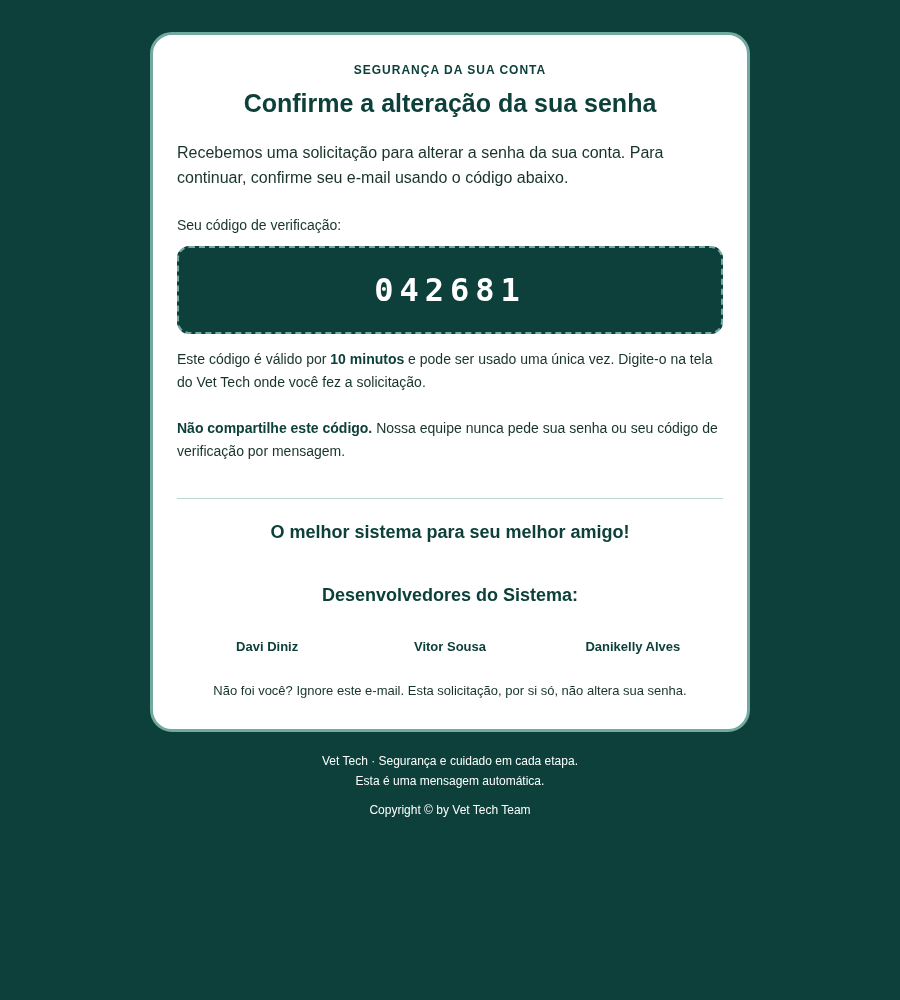 SEGURANÇA DA SUA CONTA
Confirme a alteração da sua senha
Recebemos uma solicitação para alterar a senha da sua conta. Para
continuar, confirme seu e-mail usando o código abaixo.
Seu código de verificação:
042681
Este código é válido por 10 minutos e pode ser usado uma única vez. Digite-o na tela
do Vet Tech onde você fez a solicitação.
Não compartilhe este código. Nossa equipe nunca pede sua senha ou seu código de
verificação por mensagem.
O melhor sistema para seu melhor amigo!
Desenvolvedores do Sistema:
Davi Diniz Vitor Sousa Danikelly Alves
Não foi você? Ignore este e-mail. Esta solicitação, por si só, não altera sua senha.
Vet Tech · Segurança e cuidado em cada etapa.
Esta é uma mensagem automática.
Copyright © by Vet Tech Team